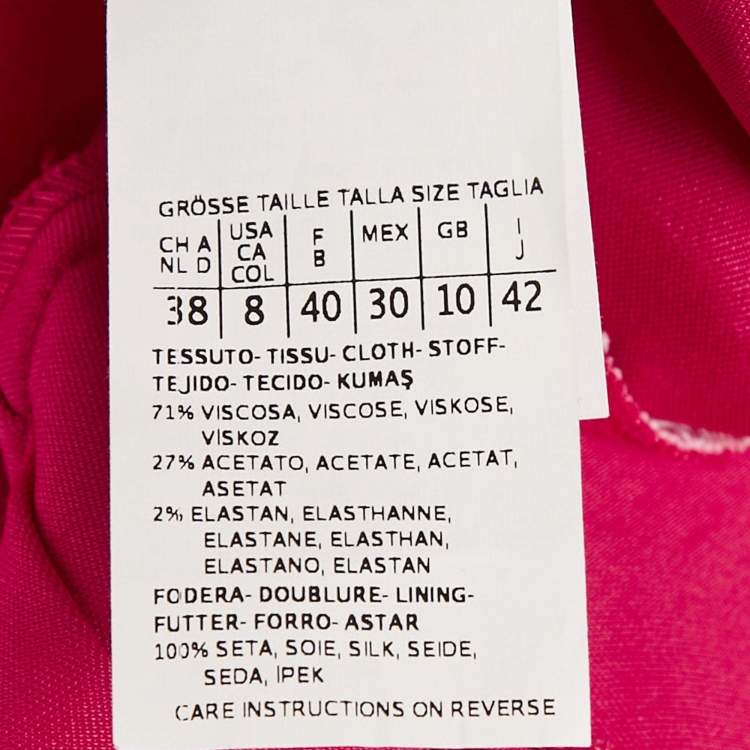 GRÖSSE TAILLE TALLA SIZE TAGLIA
CH A NL D | USA CA COL | F B | MEX | GB | I J
38 | 8 | 40 | 30 | 10 | 42
TESSUTO- TISSU- CLOTH- STOFF-
TEJIDO- TECIDO- KUMAŞ
71% VISCOSA, VISCOSE, VISKOSE,
VİSKOZ
27% ACETATO, ACETATE, ACETAT,
ASETAT
2% ELASTAN, ELASTHANNE,
ELASTANE, ELASTHAN,
ELASTANO, ELASTAN
FODERA- DOUBLURE- LINING-
FUTTER- FORRO- ASTAR
100% SETA, SOIE, SILK, SEIDE,
SEDA, İPEK
CARE INSTRUCTIONS ON REVERSE